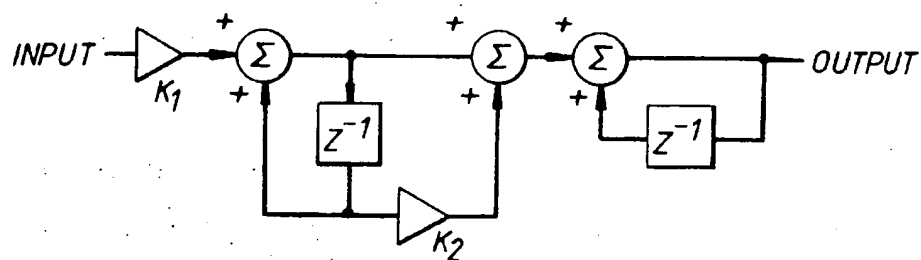 + + +
INPUT K₁ Σ Σ Σ OUTPUT
+ + +
Z⁻¹ Z⁻¹
K₂